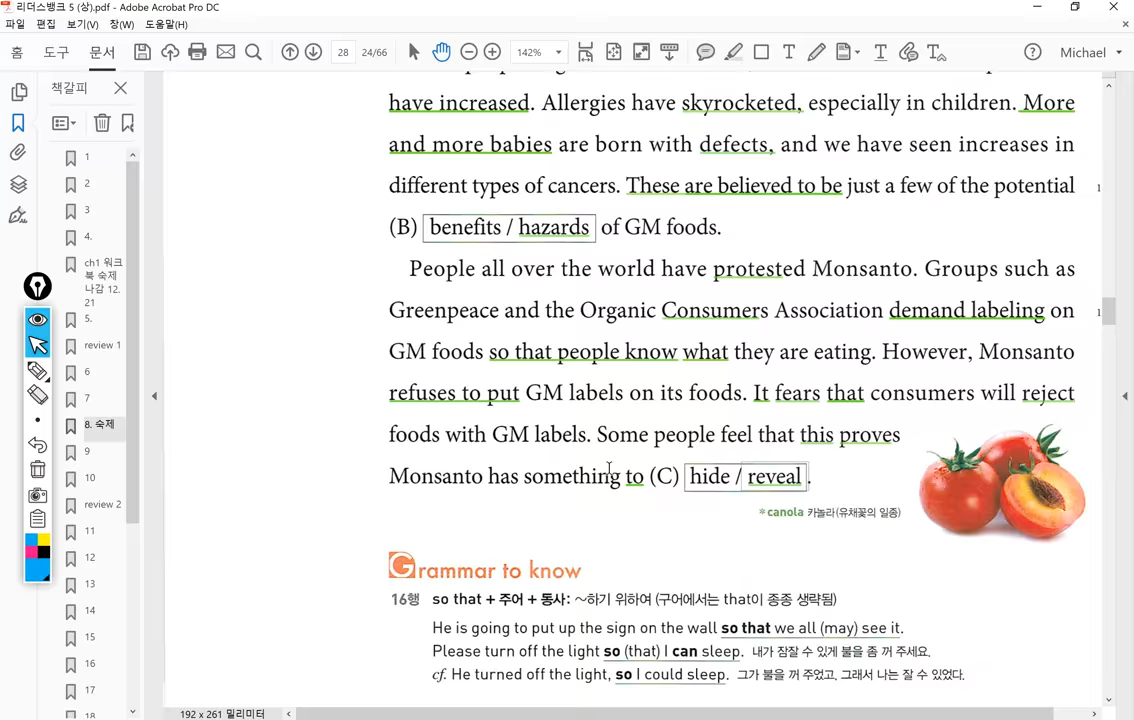 리더스뱅크 5 (상).pdf - Adobe Acrobat Pro DC
파일 편집 보기(V) 창(W) 도움말(H)
홈 도구 문서 28 24/66 142% Michael
책갈피
1
2
3
4.
ch1 워크
북 숙제
나감 12.
21
5.
review 1
6
7
8. 숙제
9
10
review 2
11
12
13
14
15
16
17
18
have increased. Allergies have skyrocketed, especially in children. More
and more babies are born with defects, and we have seen increases in
different types of cancers. These are believed to be just a few of the potential 1
(B) benefits / hazards of GM foods.
People all over the world have protested Monsanto. Groups such as
Greenpeace and the Organic Consumers Association demand labeling on 1
GM foods so that people know what they are eating. However, Monsanto
refuses to put GM labels on its foods. It fears that consumers will reject
foods with GM labels. Some people feel that this proves
Monsanto has something to (C) hide / reveal.
*canola 카놀라(유채꽃의 일종)
Grammar to know
16행 so that + 주어 + 동사: ~하기 위하여 (구어에서는 that이 종종 생략됨)
He is going to put up the sign on the wall so that we all (may) see it.
Please turn off the light so (that) I can sleep. 내가 잠잘 수 있게 불을 좀 꺼 주세요.
cf. He turned off the light, so I could sleep. 그가 불을 꺼 주었고, 그래서 나는 잘 수 있었다.
192 x 261 밀리미터